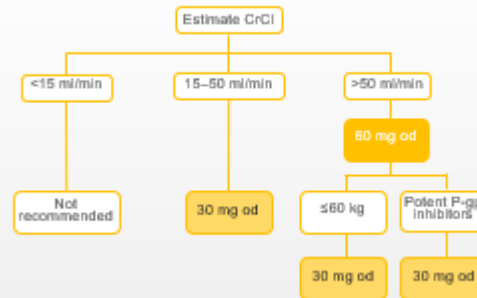 Estimate CrCl
<15 ml/min
15–50 ml/min
>50 ml/min
60 mg od
Not
recommended
30 mg od
≤60 kg
Potent P-gp
inhibitors
30 mg od
30 mg od